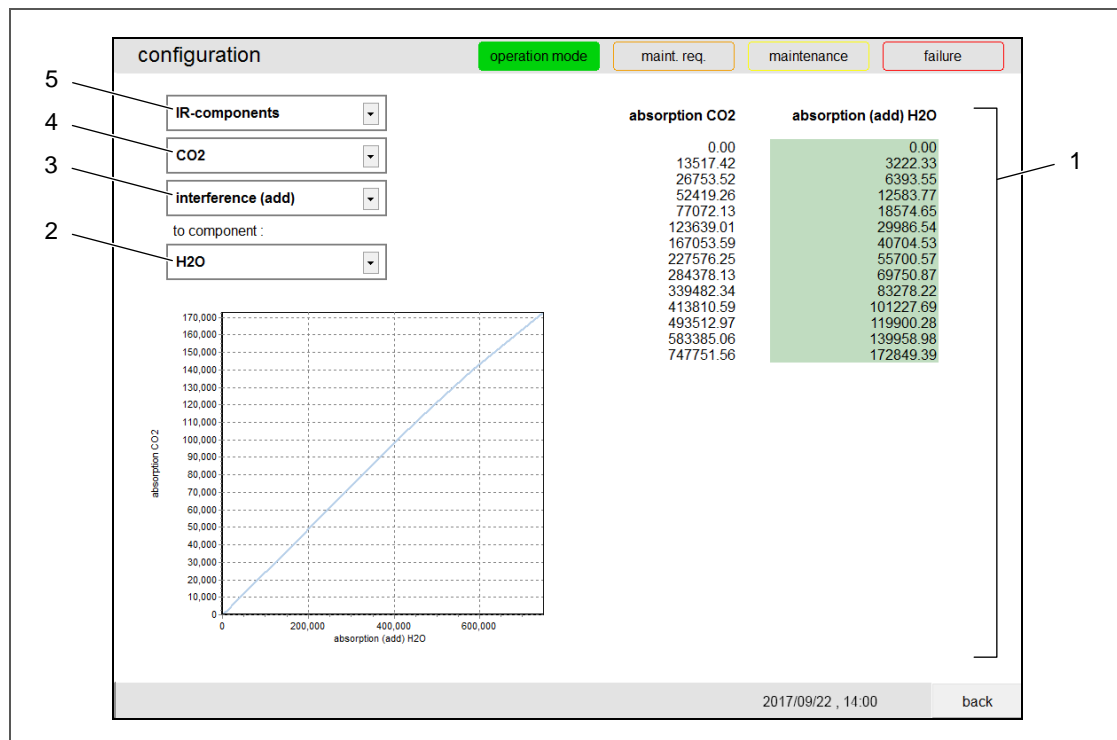 configuration
operation mode
maint. req.
maintenance
failure
5
4
3
2
1
IR-components
CO2
interference (add)
to component :
H2O
absorption CO2 absorption (add) H2O
0.00 0.00
13517.42 3222.33
26753.52 6393.55
52419.26 12583.77
77072.13 18574.65
123639.01 29986.54
167053.59 40704.53
227576.25 55700.57
284378.13 69750.87
339482.34 83278.22
413810.59 101227.69
493512.97 119900.28
583385.06 139958.98
747751.56 172849.39
170,000
160,000
150,000
140,000
130,000
120,000
110,000
100,000
90,000
80,000
70,000
60,000
50,000
40,000
30,000
20,000
10,000
0
absorption CO2
0 200,000 400,000 600,000
absorption (add) H2O
2017/09/22 , 14:00
back